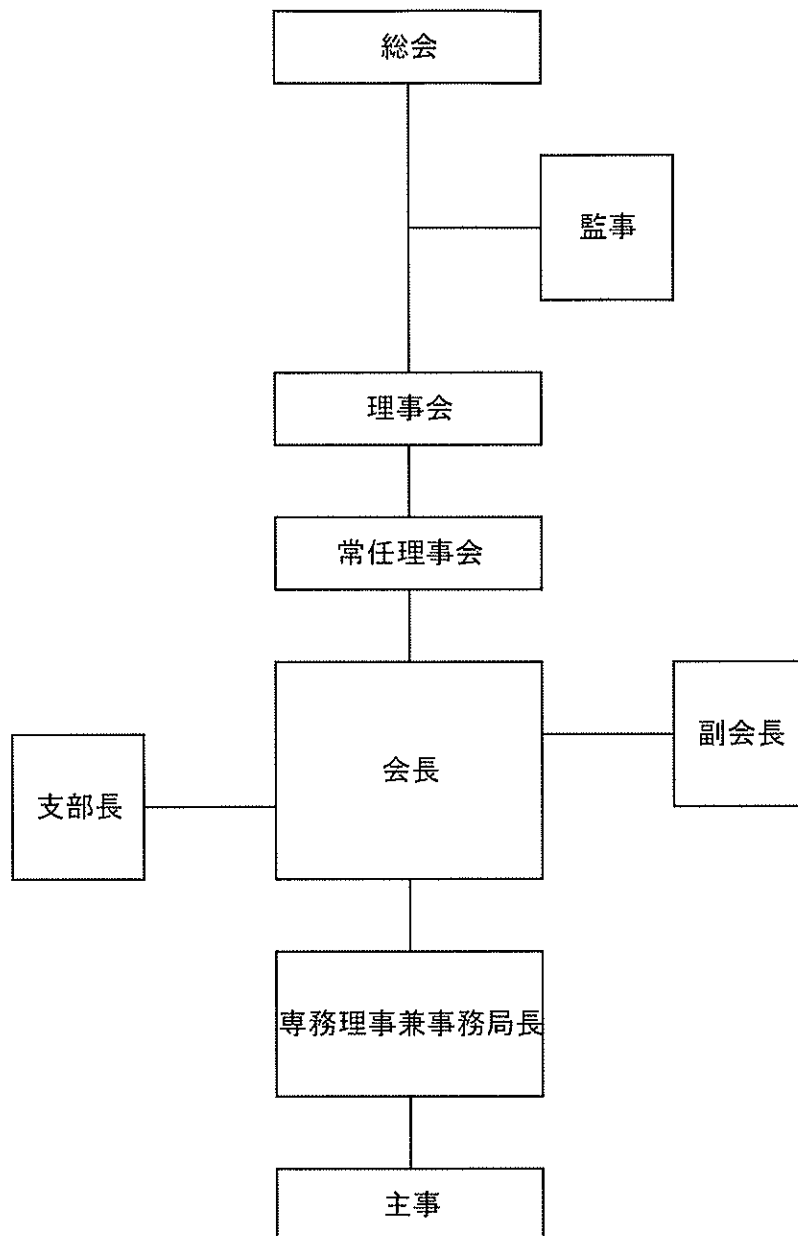 総会
監事
理事会
常任理事会
会長
副会長
支部長
専務理事兼事務局長
主事